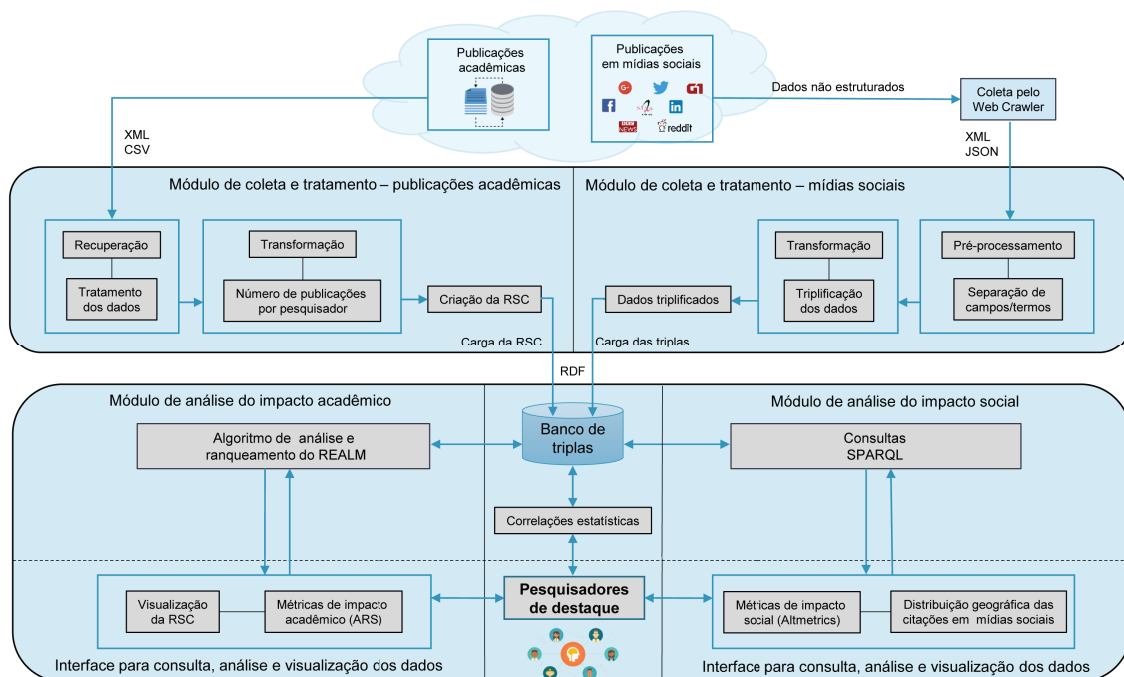 Publicações
acadêmicas
Publicações
em mídias sociais
G+
G1
f
in
BBC
NEWS
reddit
Dados não estruturados
Coleta pelo
Web Crawler
XML
CSV
XML
JSON
Módulo de coleta e tratamento – publicações acadêmicas
Módulo de coleta e tratamento – mídias sociais
Recuperação
Tratamento
dos dados
Transformação
Número de publicações
por pesquisador
Criação da RSC
Dados triplificados
Transformação
Triplificação
dos dados
Pré-processamento
Separação de
campos/termos
Carga da RSC
Carga das triplas
RDF
Módulo de análise do impacto acadêmico
Módulo de análise do impacto social
Algoritmo de análise e
ranqueamento do REALM
Banco de
triplas
Consultas
SPARQL
Correlações estatísticas
Pesquisadores
de destaque
Visualização
da RSC
Métricas de impacto
acadêmico (ARS)
Méticas de impacto
social (Altmetrics)
Distribuição geográfica das
citações em mídias sociais
Interface para consulta, análise e visualização dos dados
Interface para consulta, análise e visualização dos dados